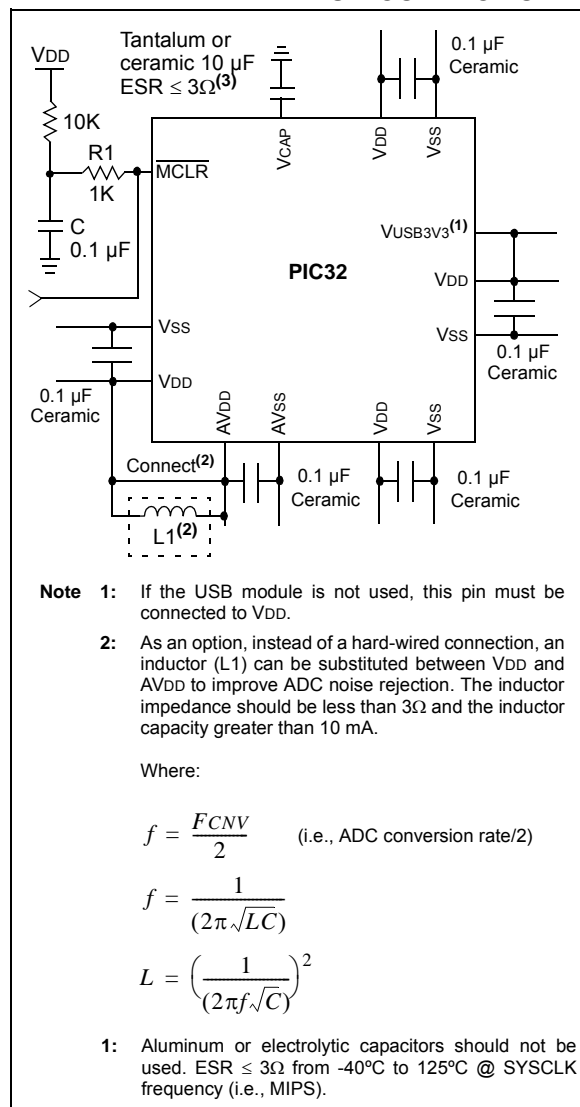 VDD
Tantalum or
ceramic 10 µF
ESR ≤ 3Ω(3)
0.1 µF
Ceramic
10K
R1
1K
MCLR
VCAP
VDD
VSS
C
0.1 µF
VUSB3V3(1)
PIC32
VDD
VSS
0.1 µF
Ceramic
VSS
VDD
0.1 µF
Ceramic
AVDD
AVSS
VDD
VSS
Connect(2)
0.1 µF
Ceramic
0.1 µF
Ceramic
L1(2)
Note 1: If the USB module is not used, this pin must be
connected to VDD.
2: As an option, instead of a hard-wired connection, an
inductor (L1) can be substituted between VDD and
AVDD to improve ADC noise rejection. The inductor
impedance should be less than 3Ω and the inductor
capacity greater than 10 mA.
Where:
f = FCNV / 2 (i.e., ADC conversion rate/2)
f = 1 / (2π√LC)
L = (1 / (2πf√C))²
1: Aluminum or electrolytic capacitors should not be
used. ESR ≤ 3Ω from -40ºC to 125ºC @ SYSCLK
frequency (i.e., MIPS).